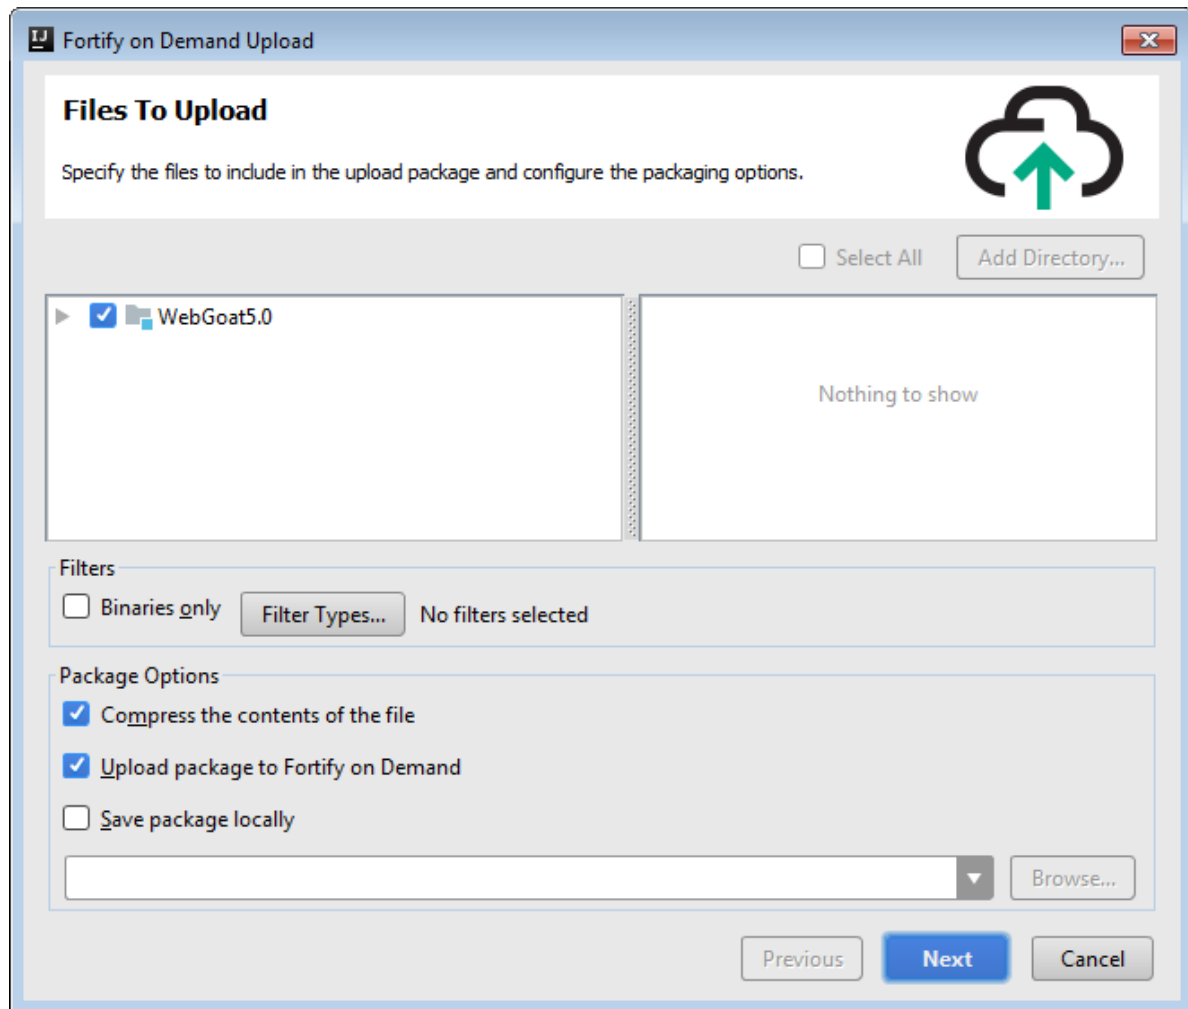 IJ
Fortify on Demand Upload
Files To Upload
Specify the files to include in the upload package and configure the packaging options.
Select All
Add Directory...
WebGoat5.0
Nothing to show
Filters
Binaries only
Filter Types...
No filters selected
Package Options
Compress the contents of the file
Upload package to Fortify on Demand
Save package locally
Browse...
Previous
Next
Cancel